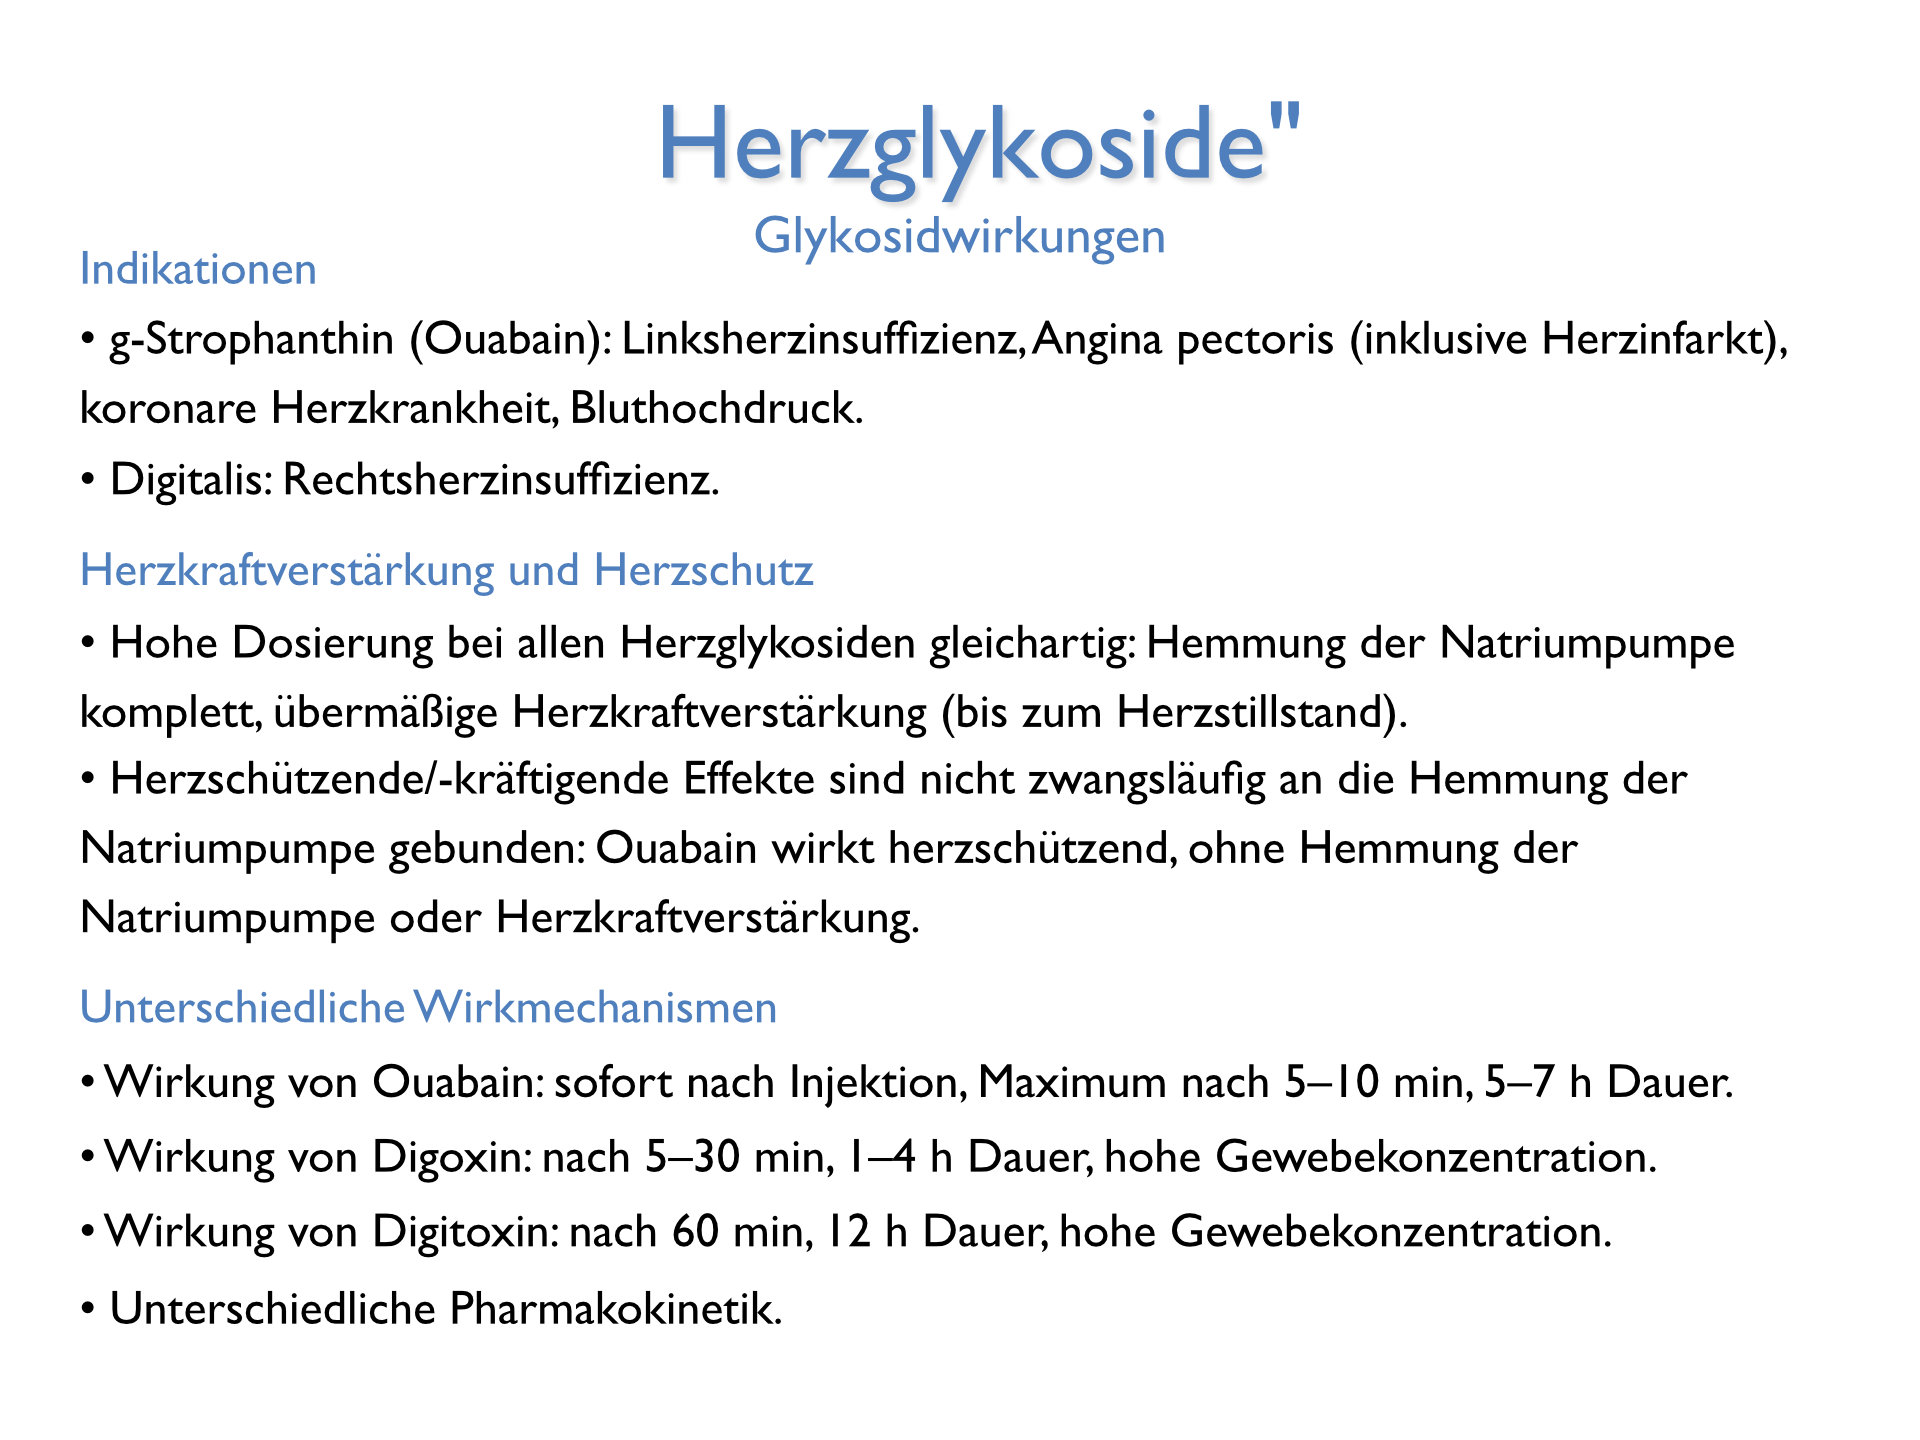 Herzglykoside"
Glykosidwirkungen
Indikationen
• g-Strophanthin (Ouabain): Linksherzinsuffizienz, Angina pectoris (inklusive Herzinfarkt),
koronare Herzkrankheit, Bluthochdruck.
• Digitalis: Rechtsherzinsuffizienz.
Herzkraftverstärkung und Herzschutz
• Hohe Dosierung bei allen Herzglykosiden gleichartig: Hemmung der Natriumpumpe
komplett, übermäßige Herzkraftverstärkung (bis zum Herzstillstand).
• Herzschützende/-kräftigende Effekte sind nicht zwangsläufig an die Hemmung der
Natriumpumpe gebunden: Ouabain wirkt herzschützend, ohne Hemmung der
Natriumpumpe oder Herzkraftverstärkung.
Unterschiedliche Wirkmechanismen
• Wirkung von Ouabain: sofort nach Injektion, Maximum nach 5–10 min, 5–7 h Dauer.
• Wirkung von Digoxin: nach 5–30 min, 1–4 h Dauer, hohe Gewebekonzentration.
• Wirkung von Digitoxin: nach 60 min, 12 h Dauer, hohe Gewebekonzentration.
• Unterschiedliche Pharmakokinetik.